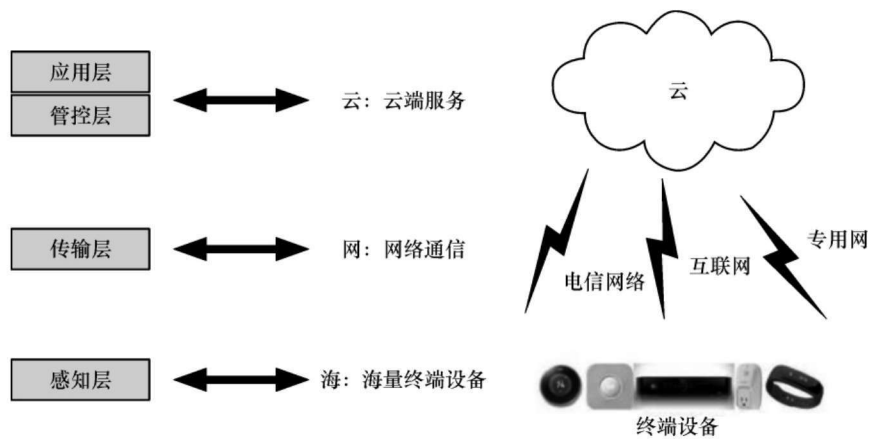 应用层
管控层
云：云端服务
云
传输层
网：网络通信
电信网络
互联网
专用网
感知层
海：海量终端设备
终端设备